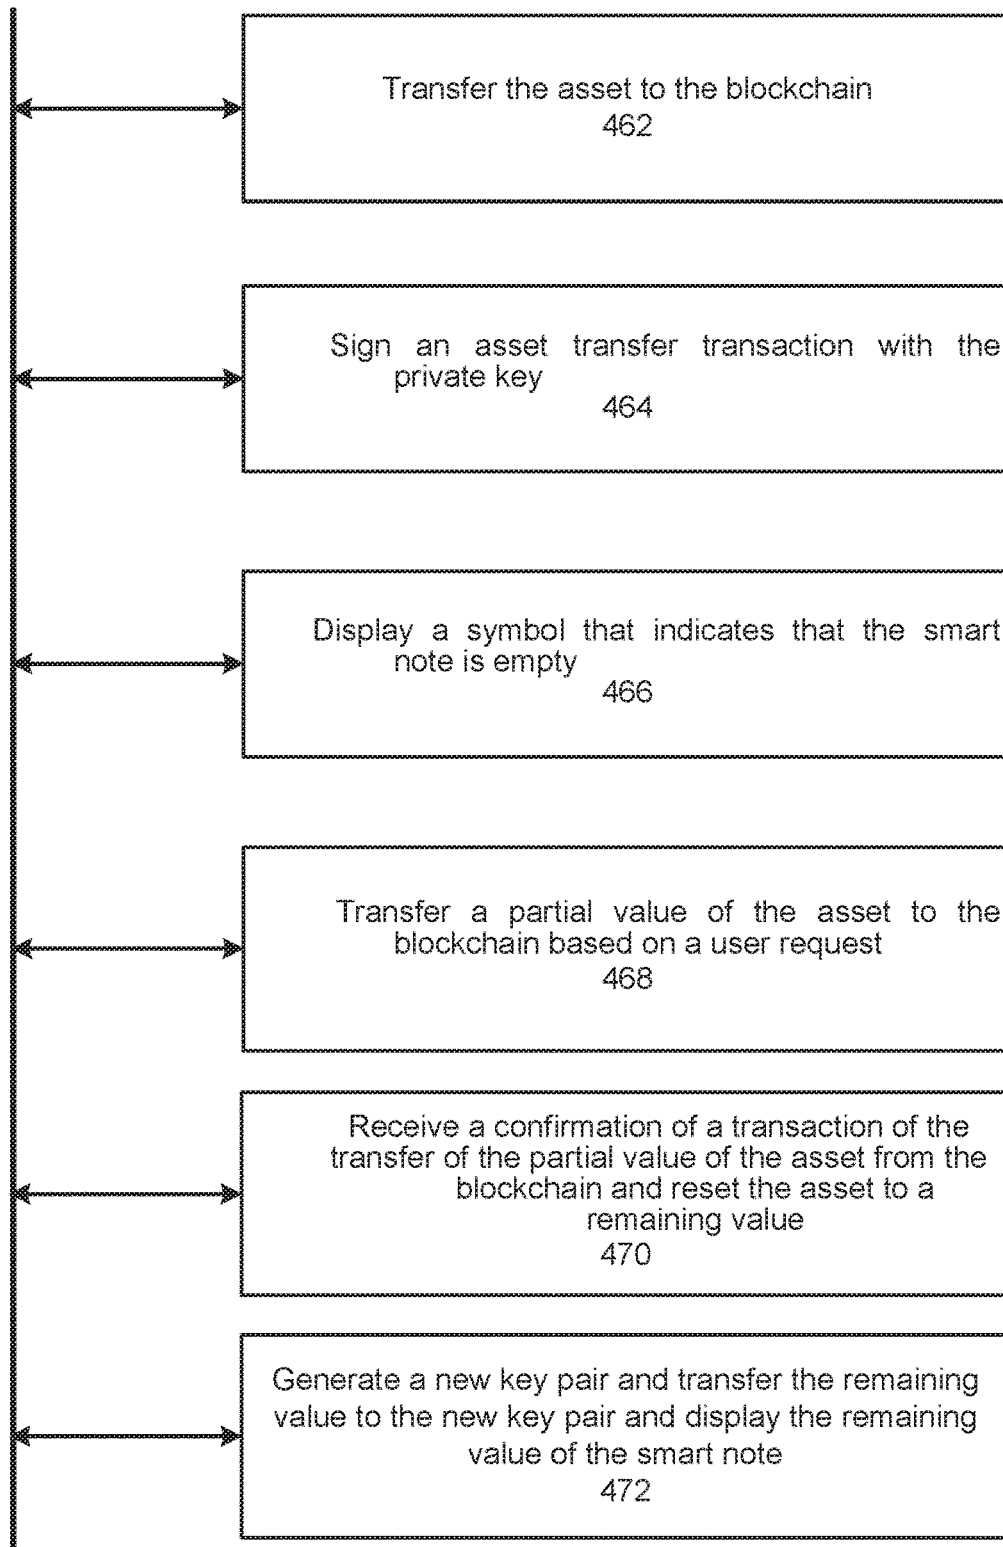 Transfer the asset to the blockchain
462
Sign an asset transfer transaction with the
private key
464
Display a symbol that indicates that the smart
note is empty
466
Transfer a partial value of the asset to the
blockchain based on a user request
468
Receive a confirmation of a transaction of the
transfer of the partial value of the asset from the
blockchain and reset the asset to a
remaining value
470
Generate a new key pair and transfer the remaining
value to the new key pair and display the remaining
value of the smart note
472